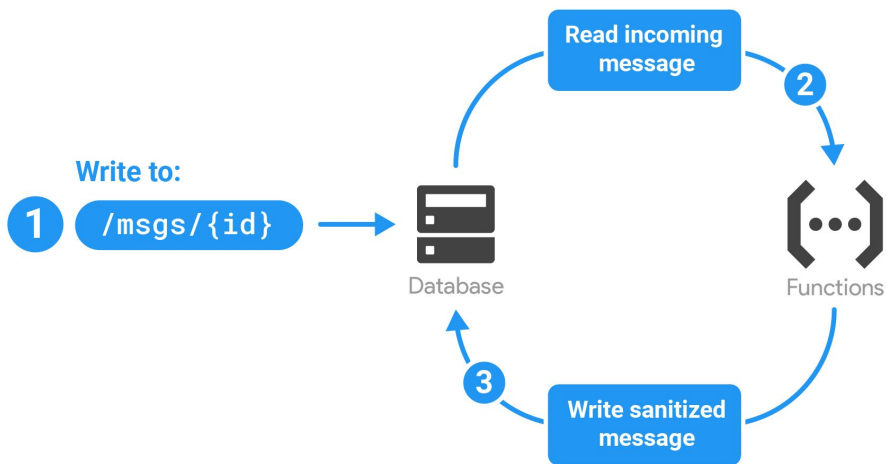 Write to:
1
/msgs/{id}
Database
Read incoming
message
2
Functions
3
Write sanitized
message